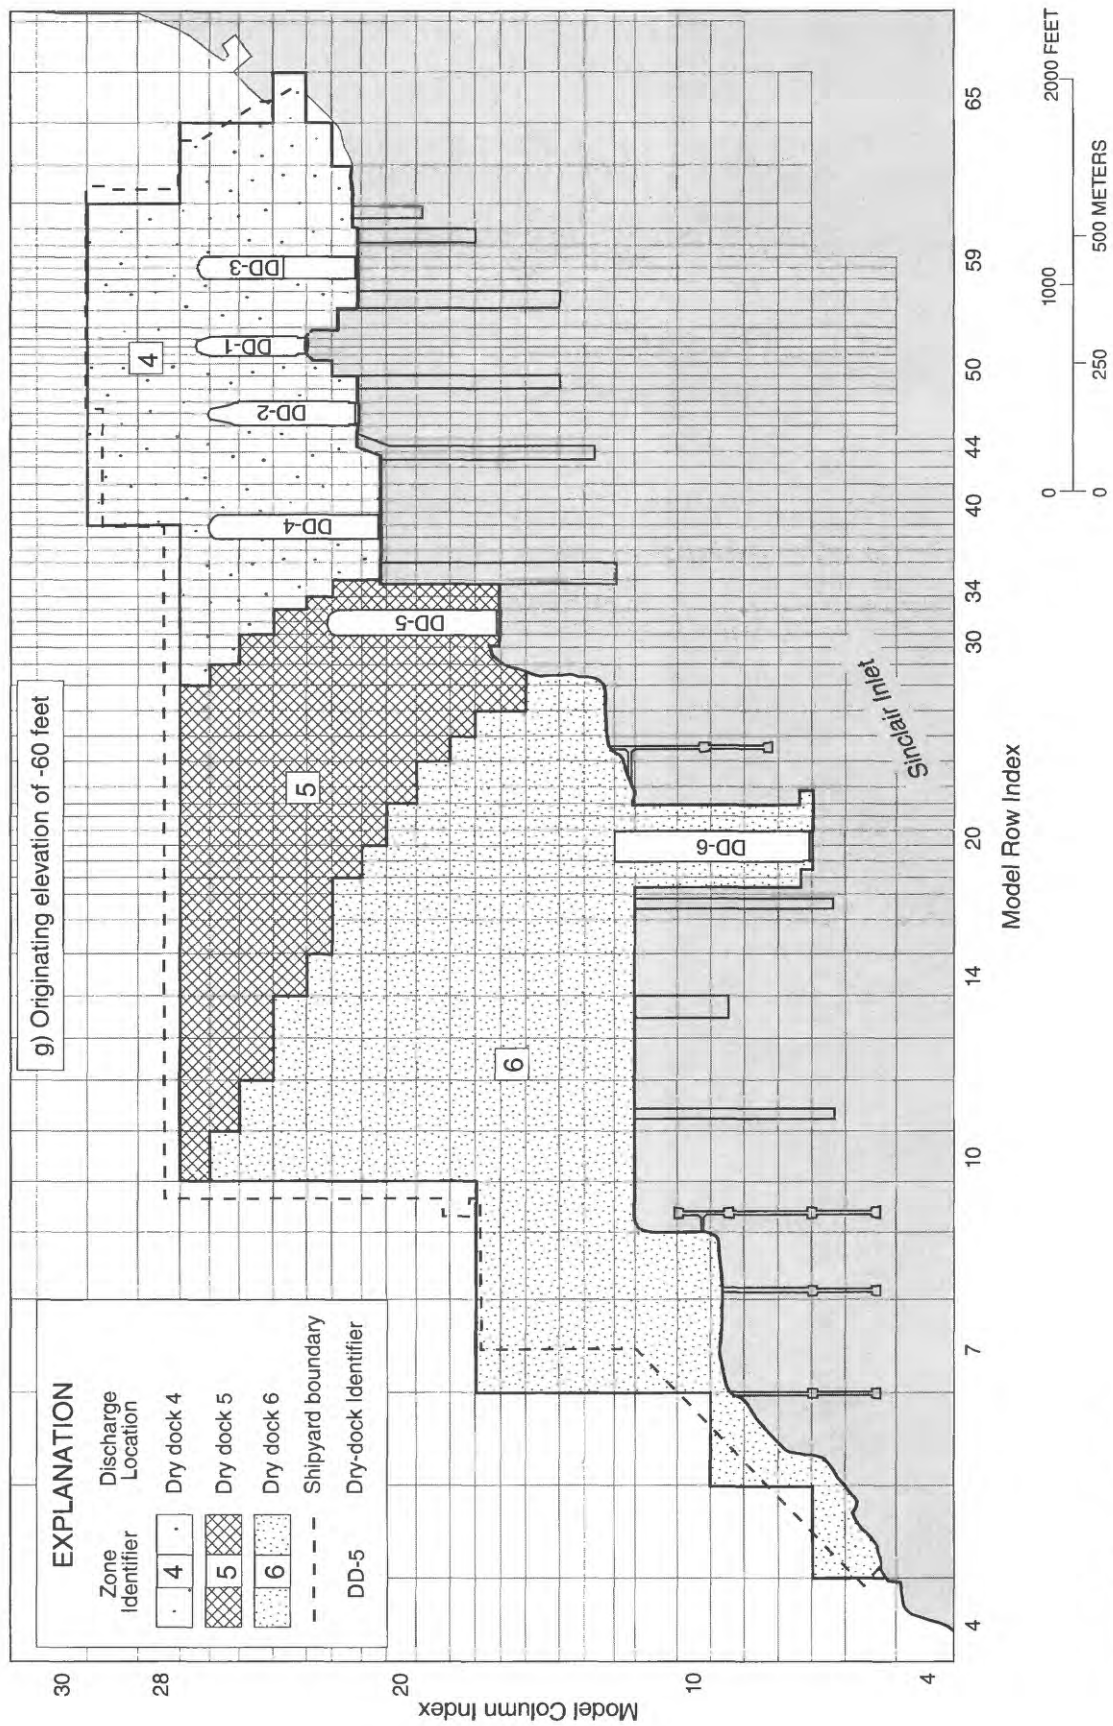 g) Originating elevation of -60 feet
EXPLANATION
Zone
Identifier
Discharge
Location
4 Dry dock 4
5 Dry dock 5
6 Dry dock 6
Shipyard boundary
DD-5 Dry-dock Identifier
4
5
6
DD-6
DD-5
DD-4
DD-2
DD-1
DD-3
Sinclair Inlet
Model Column Index
30
28
20
10
4
4
7
10
14
20
30
34
40
44
50
59
65
Model Row Index
0 1000 2000 FEET
0 250 500 METERS